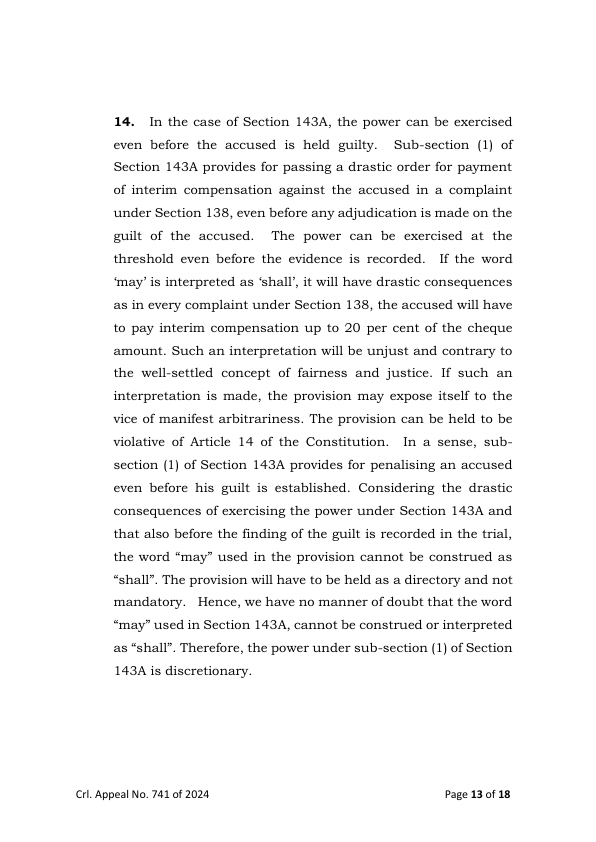 14. In the case of Section 143A, the power can be exercised
even before the accused is held guilty. Sub-section (1) of
Section 143A provides for passing a drastic order for payment
of interim compensation against the accused in a complaint
under Section 138, even before any adjudication is made on the
guilt of the accused. The power can be exercised at the
threshold even before the evidence is recorded. If the word
‘may’ is interpreted as ‘shall’, it will have drastic consequences
as in every complaint under Section 138, the accused will have
to pay interim compensation up to 20 per cent of the cheque
amount. Such an interpretation will be unjust and contrary to
the well-settled concept of fairness and justice. If such an
interpretation is made, the provision may expose itself to the
vice of manifest arbitrariness. The provision can be held to be
violative of Article 14 of the Constitution. In a sense, sub-
section (1) of Section 143A provides for penalising an accused
even before his guilt is established. Considering the drastic
consequences of exercising the power under Section 143A and
that also before the finding of the guilt is recorded in the trial,
the word “may” used in the provision cannot be construed as
“shall”. The provision will have to be held as a directory and not
mandatory. Hence, we have no manner of doubt that the word
“may” used in Section 143A, cannot be construed or interpreted
as “shall”. Therefore, the power under sub-section (1) of Section
143A is discretionary.
Crl. Appeal No. 741 of 2024 Page 13 of 18